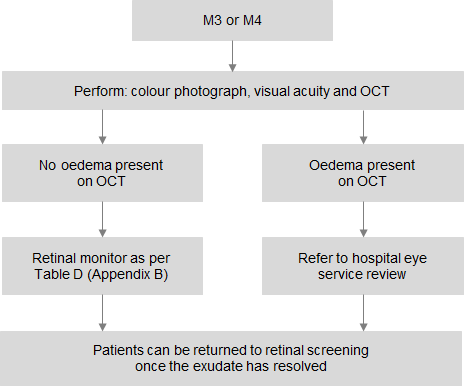 M3 or M4
Perform: colour photograph, visual acuity and OCT
No oedema present
on OCT
Oedema present
on OCT
Retinal monitor as per
Table D (Appendix B)
Refer to hospital eye
service review
Patients can be returned to retinal screening
once the exudate has resolved